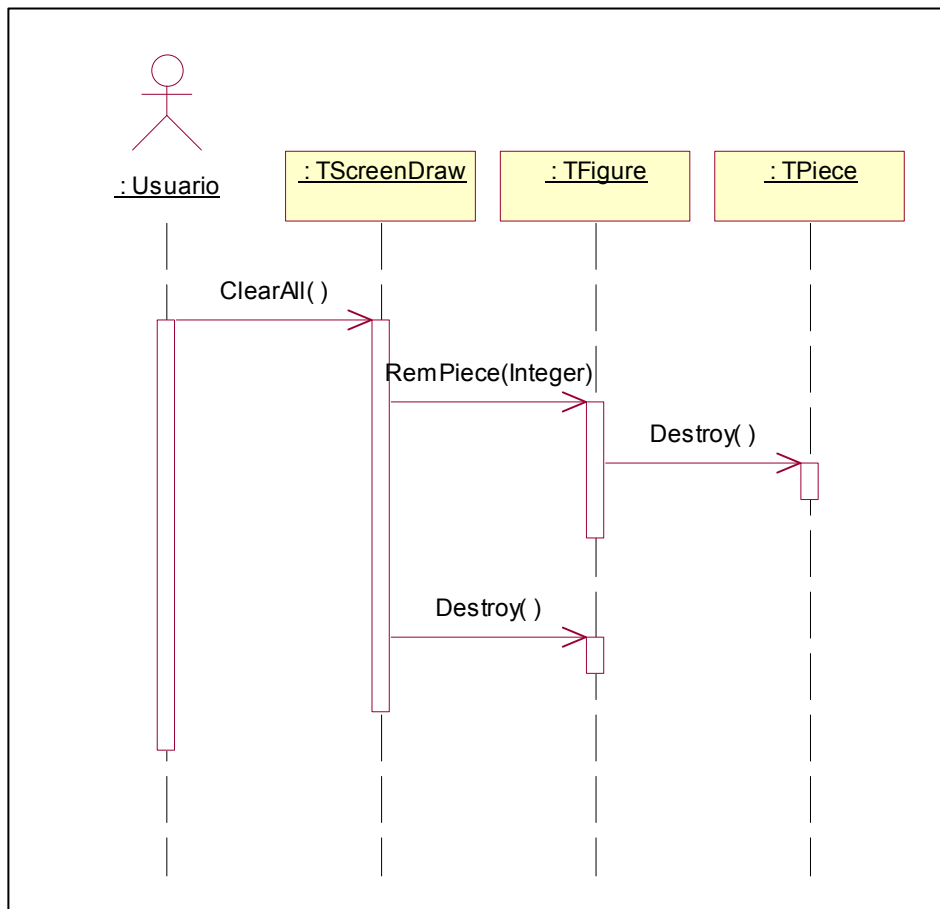 : Usuario
: TScreenDraw
: TFigure
: TPiece
ClearAll( )
RemPiece(Integer)
Destroy( )
Destroy( )